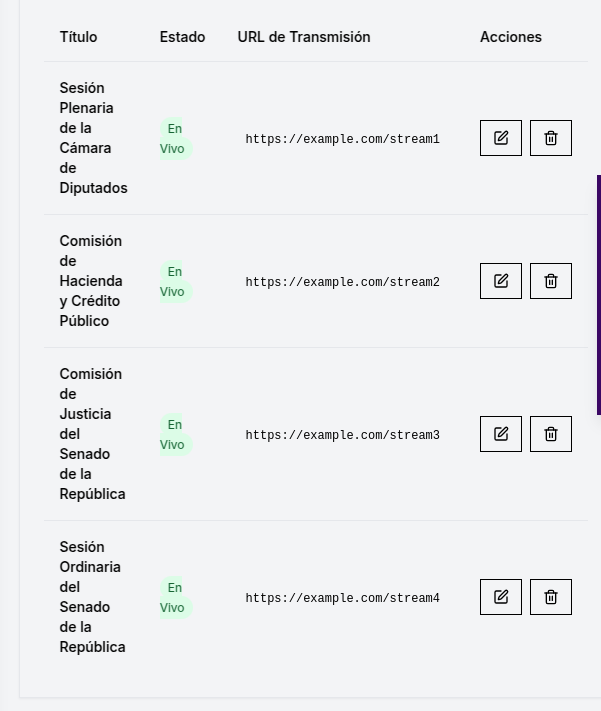 Título Estado URL de Transmisión Acciones
Sesión
Plenaria
de la
Cámara
de
Diputados
En
Vivo
https://example.com/stream1
Comisión
de
Hacienda
y Crédito
Público
En
Vivo
https://example.com/stream2
Comisión
de
Justicia
del
Senado
de la
República
En
Vivo
https://example.com/stream3
Sesión
Ordinaria
del
Senado
de la
República
En
Vivo
https://example.com/stream4